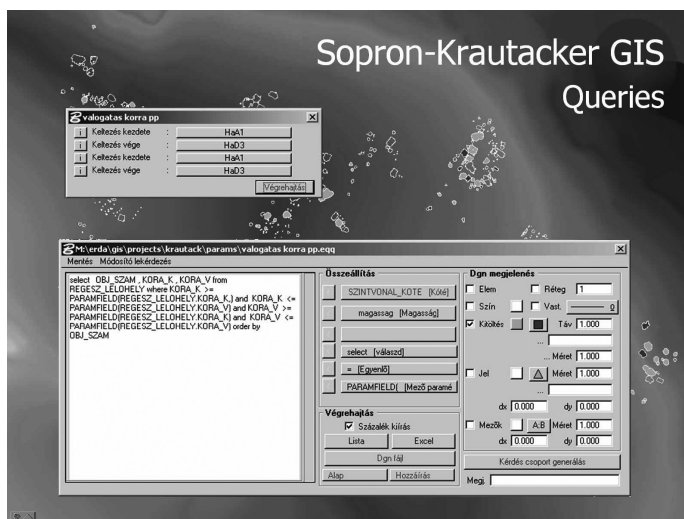 Sopron-Krautacker GIS
Queries
valogatas korra pp
i Keltezés kezdete : HaA1
i Keltezés vége : HaD3
i Keltezés kezdete : HaA1
i Keltezés vége : HaD3
Végrehajtás
M:\erda\gis\projects\krautack\params\valogatas korra pp.eqq
Mentés Módosító lekérdezés
select OBJ_SZAM , KORA_K , KORA_V from
REGESZ_LELOHELY where KORA_K >=
PARAMFIELD(REGESZ_LELOHELY.KORA_K,) and KORA_K <=
PARAMFIELD(REGESZ_LELOHELY.KORA_V) and KORA_V >=
PARAMFIELD(REGESZ_LELOHELY.KORA_K) and KORA_V <=
PARAMFIELD(REGESZ_LELOHELY.KORA_V) order by
OBJ_SZAM
Összeállítás
SZINTVONAL_KOTE [Kóté]
magassag [Magasság]
select [válaszd]
= [Egyenlő]
PARAMFIELD( [Mező paramé
Végrehajtás
Százalék kiírás
Lista Excel
Dgn fájl
Alap Hozzáírás
Dgn megjelenés
Elem Réteg 1
Szín Vast. 0
Kitöltés Táv 1.000
...
... Méret 1.000
Jel Méret 1.000
...
dx 0.000 dy 0.000
Mezők A:B Méret 1.000
dx 0.000 dy 0.000
Kérdés csoport generálás
Megj.